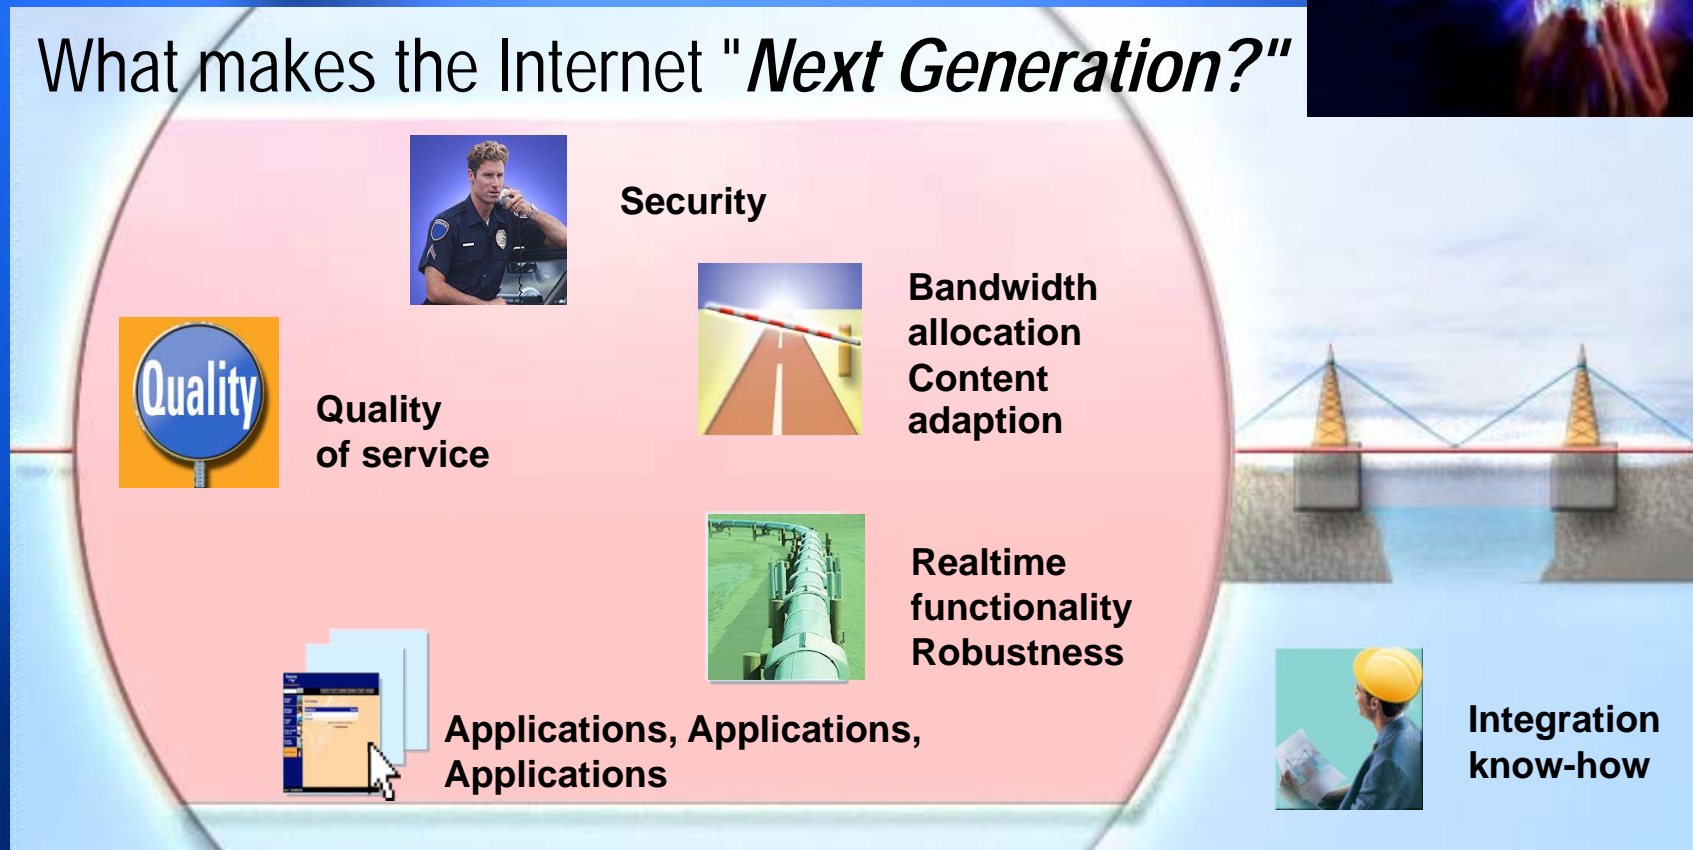 What makes the Internet "Next Generation?"
Security
Bandwidth
allocation
Content
adaption
Quality
Quality
of service
Realtime
functionality
Robustness
Applications, Applications,
Applications
Integration
know-how